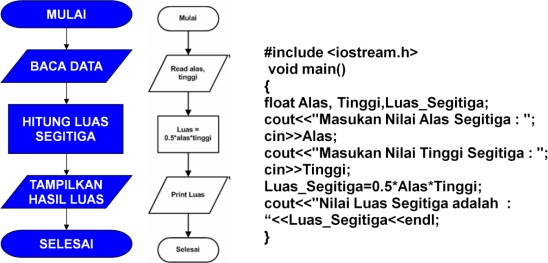 MULAI
BACA DATA
HITUNG LUAS
SEGITIGA
TAMPILKAN
HASIL LUAS
SELESAI
Mulai
Read alas,
tinggi
Luas =
0.5*alas*tinggi
Print Luas
Selesai
#include <iostream.h>
void main()
{
float Alas, Tinggi,Luas_Segitiga;
cout<<"Masukan Nilai Alas Segitiga : ";
cin>>Alas;
cout<<"Masukan Nilai Tinggi Segitiga : ";
cin>>Tinggi;
Luas_Segitiga=0.5*Alas*Tinggi;
cout<<"Nilai Luas Segitiga adalah  :
“<<Luas_Segitiga<<endl;
}